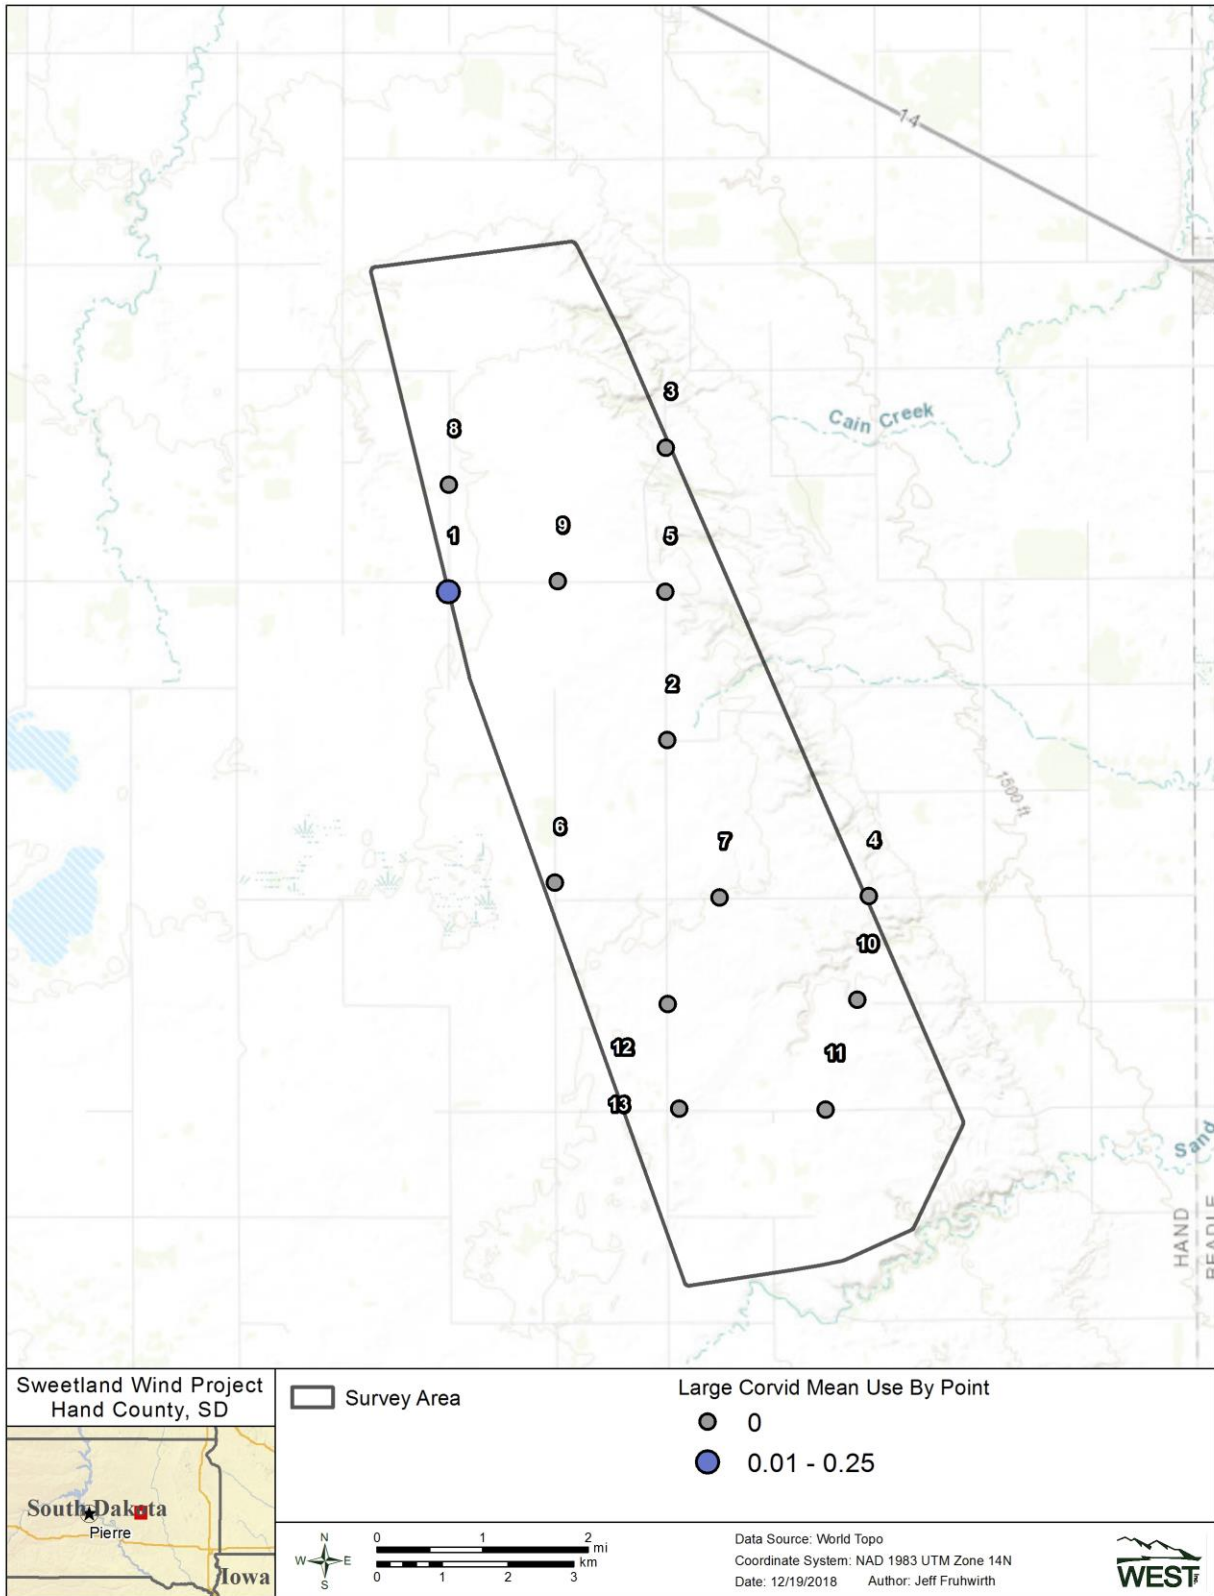 14
3
Cain Creek
8
9
1
5
2
1500 ft
6
7
4
10
12
11
13
Sand
HAND
BEADLE
Sweetland Wind Project
Hand County, SD
Survey Area
Large Corvid Mean Use By Point
0
0.01 - 0.25
South Dakota
Pierre
Iowa
N
W E
S
0 1 2
mi
km
0 1 2 3
Data Source: World Topo
Coordinate System: NAD 1983 UTM Zone 14N
Date: 12/19/2018 Author: Jeff Fruhwirth
WEST